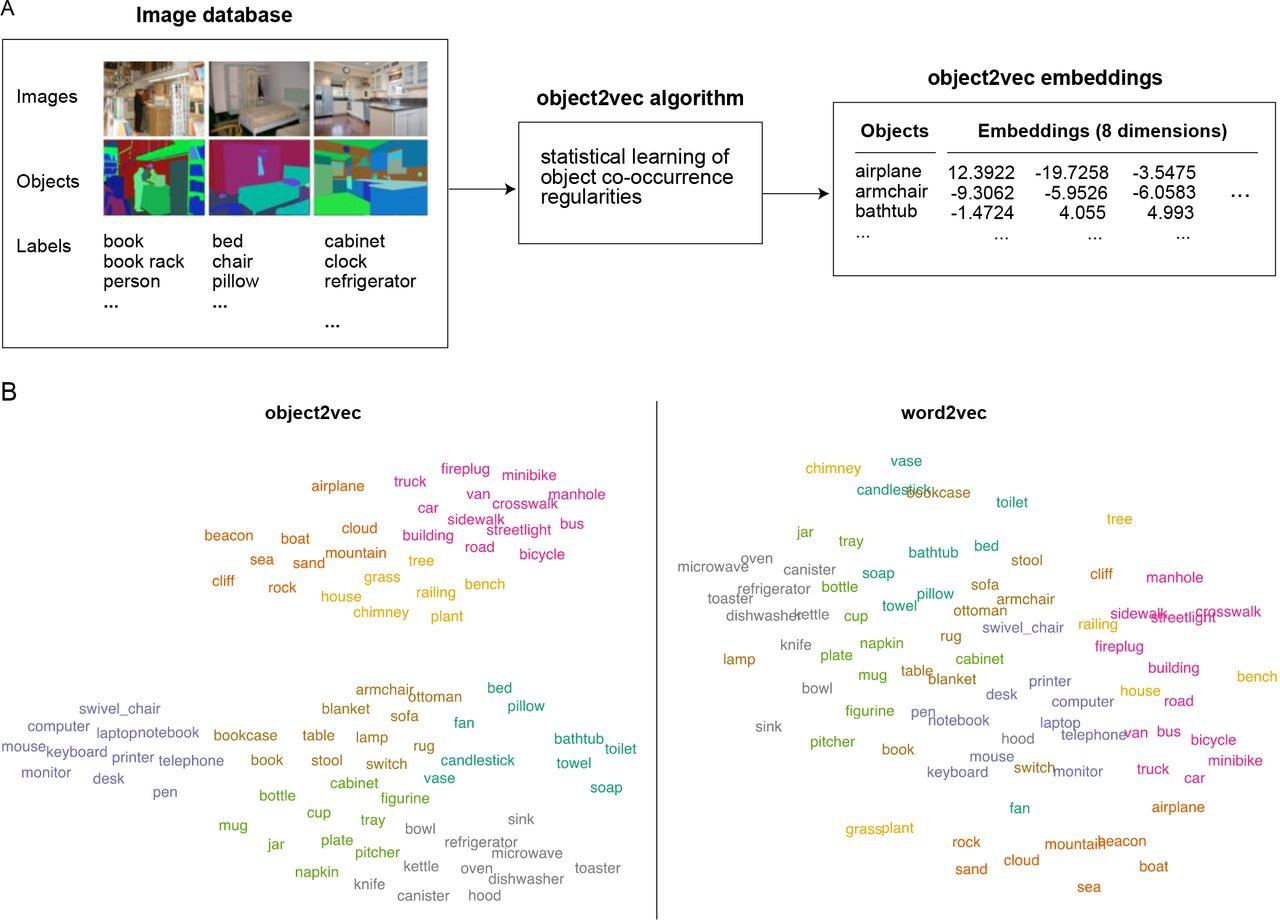 A
Image database
Images
Objects
Labels
book
book rack
person
...
bed
chair
pillow
...
cabinet
clock
refrigerator
...
object2vec algorithm
statistical learning of
object co-occurrence
regularities
object2vec embeddings
Objects Embeddings (8 dimensions)
airplane 12.3922 -19.7258 -3.5475
armchair -9.3062 -5.9526 -6.0583 ...
bathtub -1.4724 4.055 4.993
... ... ... ...
B
object2vec
fireplug
minibike
truck
airplane
van
manhole
crosswalk
car
sidewalk
bus
cloud
streetlight
building
beacon
boat
road
mountain
bicycle
sea
sand
tree
grass
cliff
rock
bench
railing
house
chimney
plant
bed
armchair
ottoman
pillow
swivel_chair
blanket
sofa
fan
computer
laptop
notebook
bookcase
table
lamp
bathtub
mouse
keyboard
rug
toilet
printer
telephone
book
stool
switch
candlestick
towel
monitor
desk
vase
cabinet
soap
pen
bottle
figurine
cup
tray
sink
mug
bowl
jar
plate
refrigerator
pitcher
microwave
kettle
oven
toaster
napkin
dishwasher
knife
canister
hood
word2vec
vase
chimney
candlestick
bookcase
toilet
tree
jar
tray
bed
bathtub
oven
stool
microwave
canister
soap
cliff
manhole
refrigerator
bottle
sofa
pillow
toaster
armchair
towel
ottoman
dishwasher
kettle
cup
sidewalk
crosswalk
streetlight
railing
swivel_chair
rug
knife
napkin
fireplug
plate
lamp
cabinet
building
table
mug
blanket
bench
printer
bowl
desk
house
computer
road
figurine
pen
notebook
laptop
sink
telephone
van
bus
hood
pitcher
bicycle
book
mouse
minibike
keyboard
switch
monitor
truck
car
fan
airplane
grass
plant
rock
mountain
beacon
cloud
sand
boat
sea